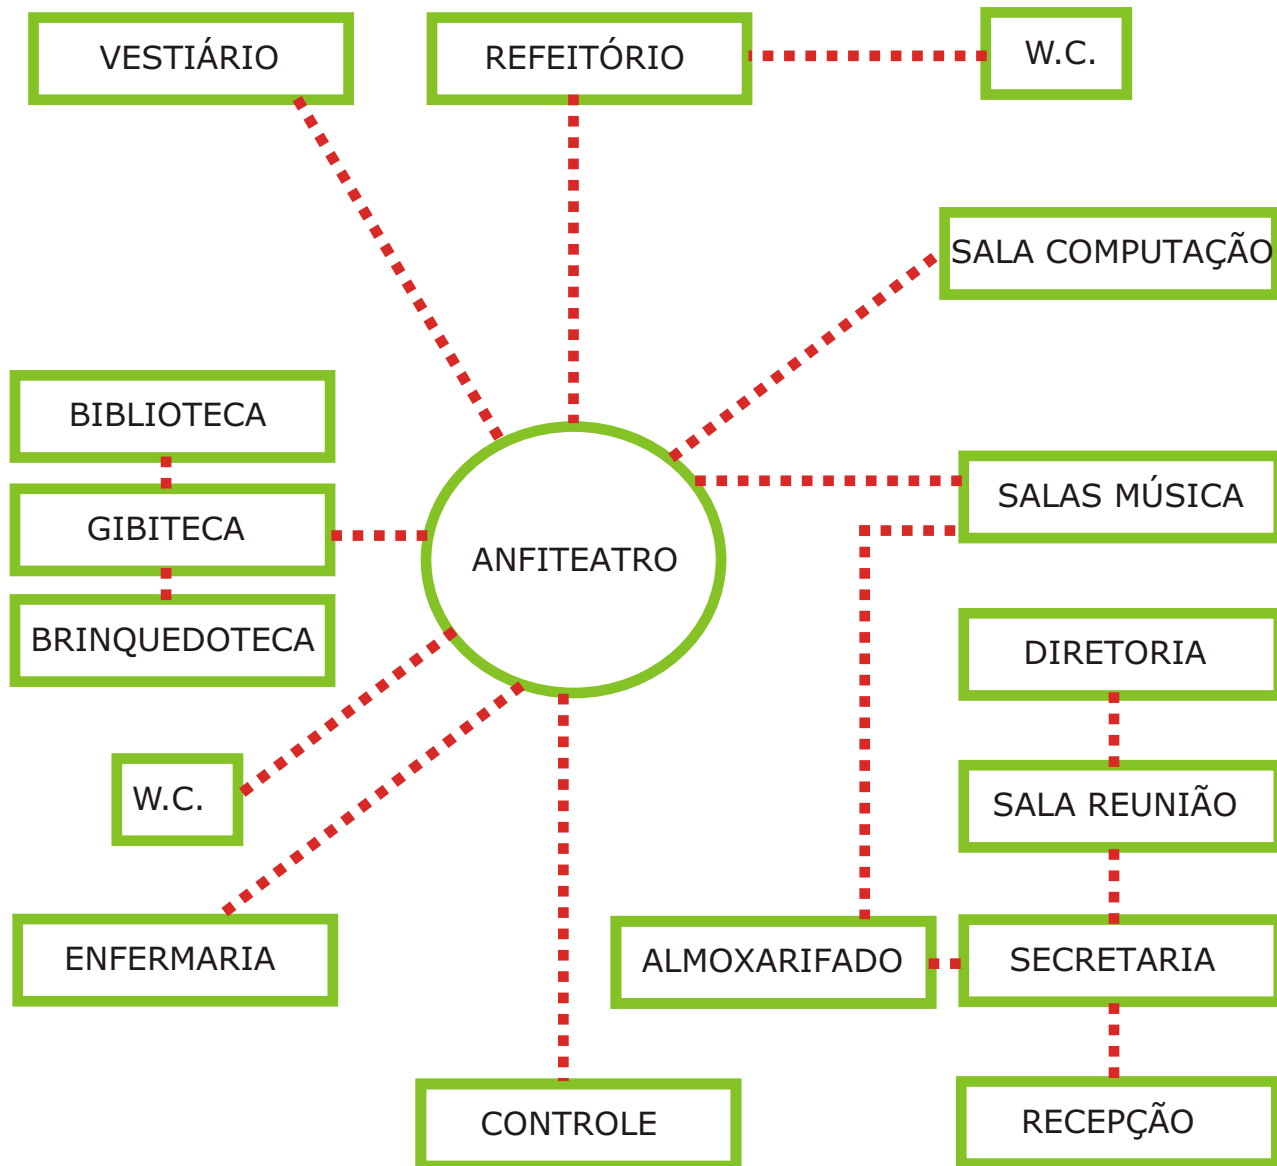 VESTIÁRIO
REFEITÓRIO
W.C.
SALA COMPUTAÇÃO
BIBLIOTECA
GIBITECA
BRINQUEDOTECA
ANFITEATRO
SALAS MÚSICA
DIRETORIA
W.C.
SALA REUNIÃO
ENFERMARIA
ALMOXARIFADO
SECRETARIA
CONTROLE
RECEPÇÃO